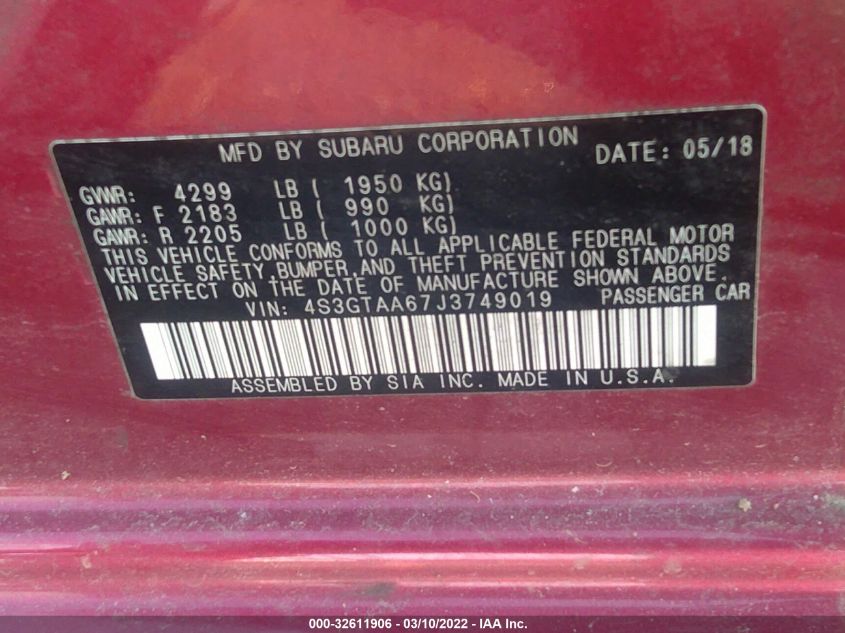 MFD BY SUBARU CORPORATION DATE: 05/18
GVWR: 4299 LB ( 1950 KG)
GAWR: F 2183 LB ( 990 KG)
GAWR: R 2205 LB ( 1000 KG)
THIS VEHICLE CONFORMS TO ALL APPLICABLE FEDERAL MOTOR
VEHICLE SAFETY, BUMPER, AND THEFT PREVENTION STANDARDS
IN EFFECT ON THE DATE OF MANUFACTURE SHOWN ABOVE.
VIN: 4S3GTAA67J3749019 PASSENGER CAR
ASSEMBLED BY SIA INC. MADE IN U.S.A.
000-32611906 - 03/10/2022 - IAA Inc.